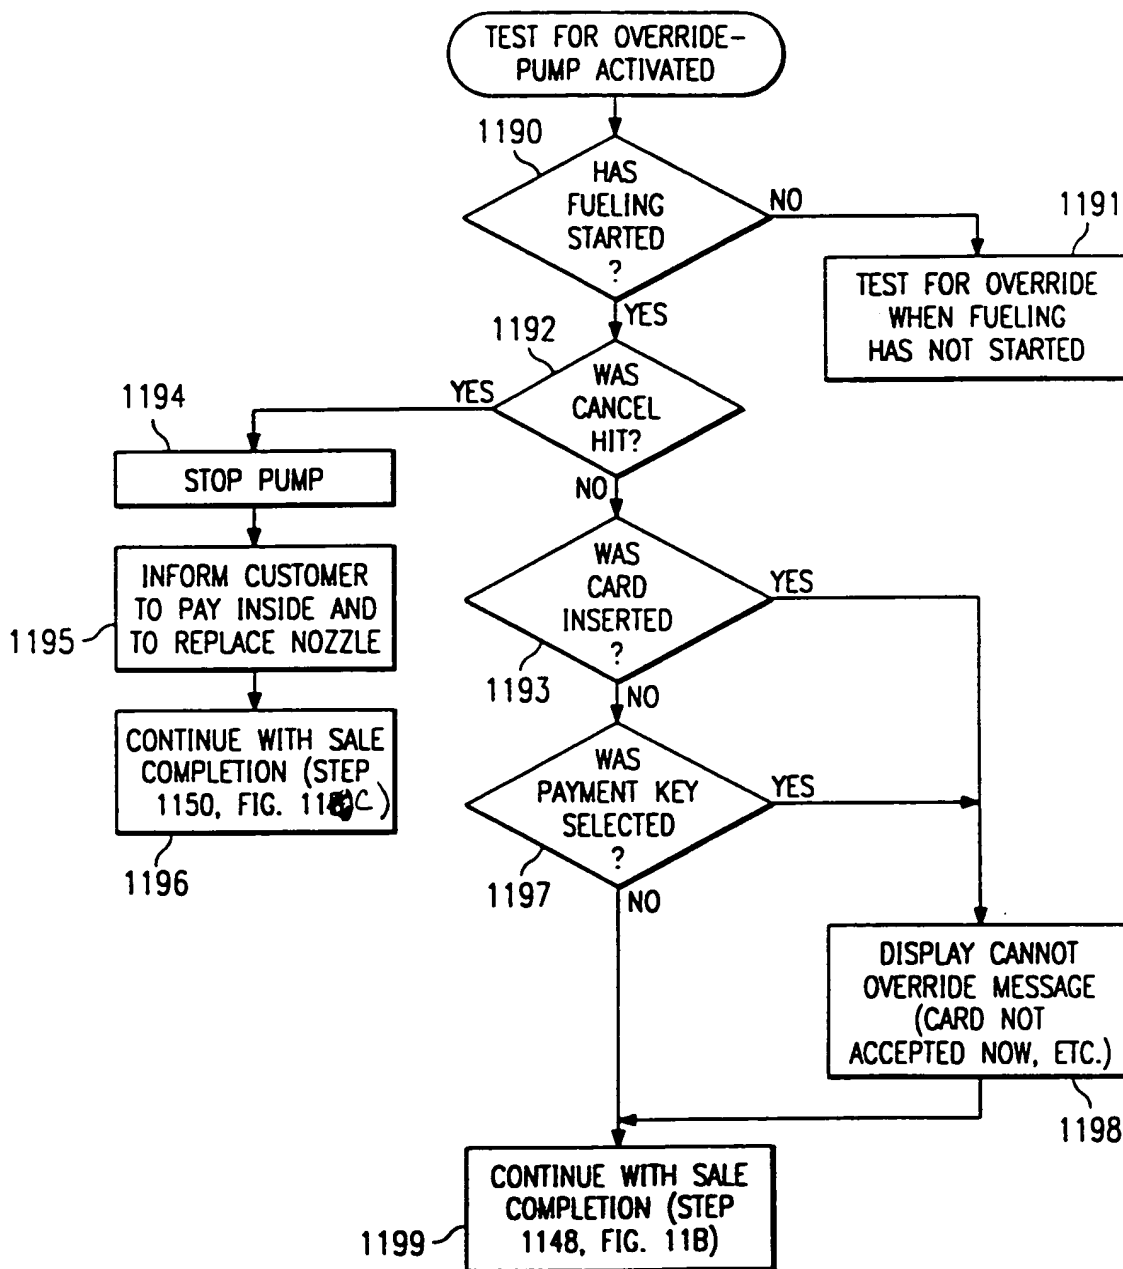 TEST FOR OVERRIDE-
PUMP ACTIVATED
1190
HAS
FUELING
STARTED
?
NO
YES
1191
TEST FOR OVERRIDE
WHEN FUELING
HAS NOT STARTED
1192
WAS
CANCEL
HIT?
YES
NO
1194
STOP PUMP
INFORM CUSTOMER
TO PAY INSIDE AND
TO REPLACE NOZZLE
1195
CONTINUE WITH SALE
COMPLETION (STEP
1150, FIG. 11C)
1196
WAS
CARD
INSERTED
?
YES
1193
NO
WAS
PAYMENT KEY
SELECTED
?
YES
1197
NO
DISPLAY CANNOT
OVERRIDE MESSAGE
(CARD NOT
ACCEPTED NOW, ETC.)
1198
CONTINUE WITH SALE
COMPLETION (STEP
1148, FIG. 11B)
1199